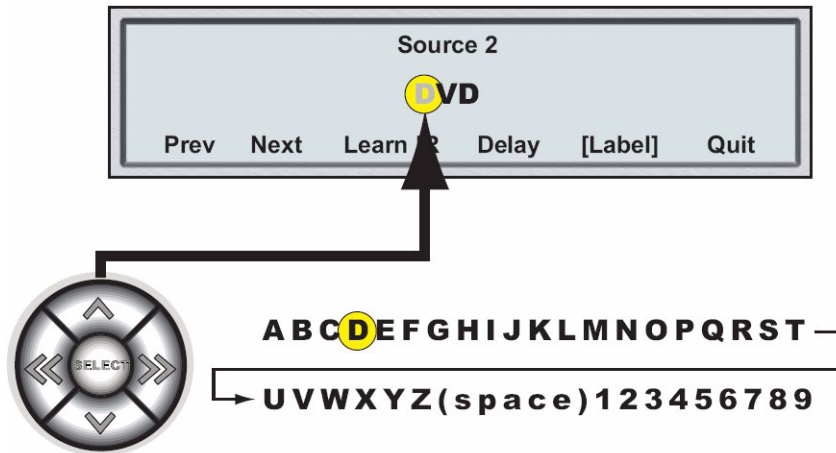 Source 2
DVD
Prev Next Learn IR Delay [Label] Quit
SELECT
ABCDEFGHIJKLMNOPQRST
UVWXYZ(space)123456789